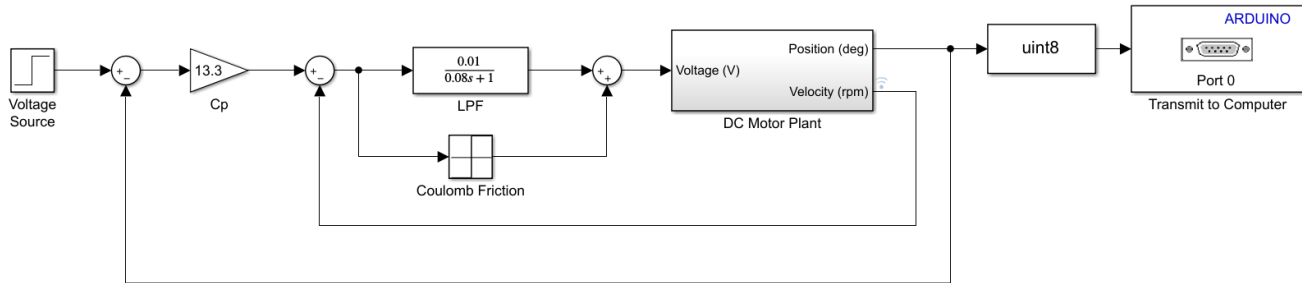 ARDUINO
Voltage
Source
+
−
13.3
Cp
+
−
0.01
0.08s + 1
LPF
Coulomb Friction
+
+
Voltage (V)
Position (deg)
Velocity (rpm)
DC Motor Plant
uint8
Port 0
Transmit to Computer